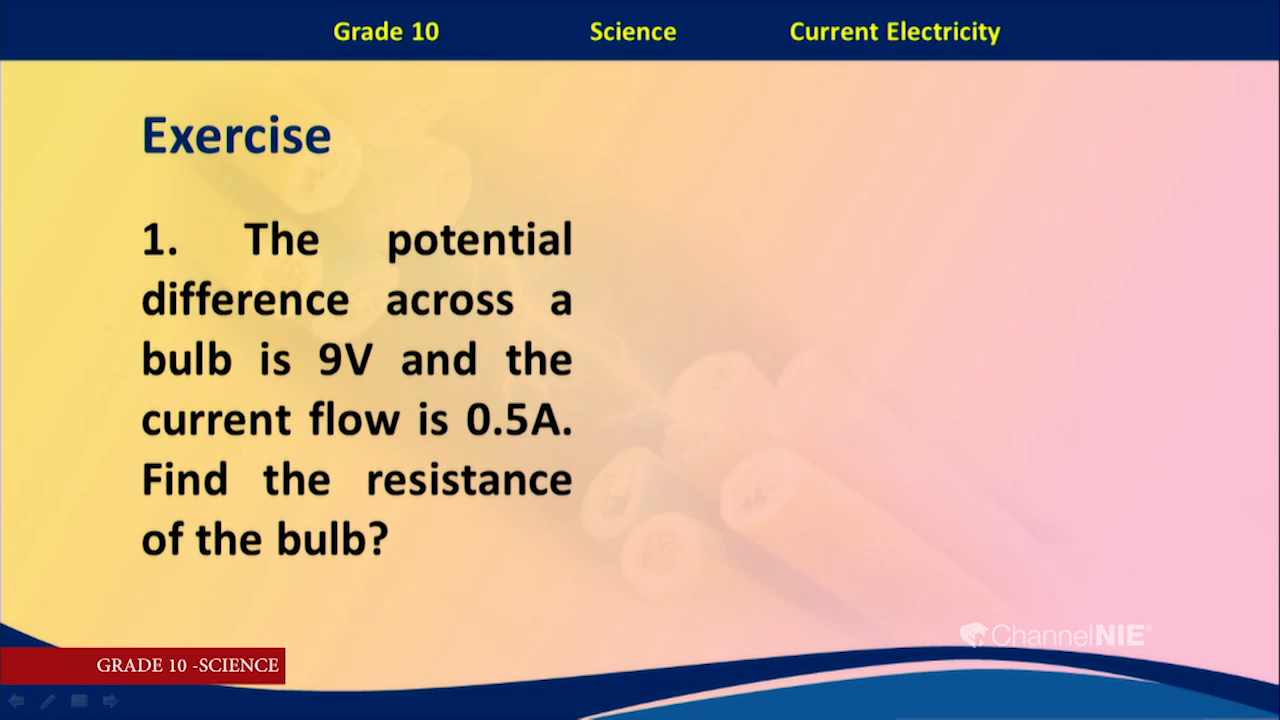 Grade 10 Science Current Electricity
Exercise
1. The potential
difference across a
bulb is 9V and the
current flow is 0.5A.
Find the resistance
of the bulb?
ChannelNIE®
GRADE 10 -SCIENCE